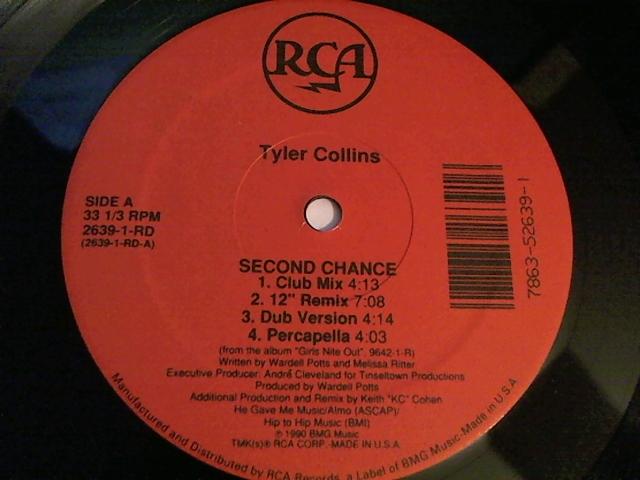 RCA
Tyler Collins
SIDE A
33 1/3 RPM
2639-1-RD
(2639-1-RD-A)
7863-52639-1
SECOND CHANCE
1. Club Mix 4:13
2. 12" Remix 7:08
3. Dub Version 4:14
4. Percapella 4:03
(from the album "Girls Nite Out", 9642-1-R)
Written by Wardell Potts and Melissa Ritter
Executive Producer: André Cleveland for Tinseltown Productions
Produced by Wardell Potts
Additional Production and Remix by Keith "KC" Cohen
He Gave Me Music/Almo (ASCAP)/
Hip to Hip Music (BMI)
℗ 1990 BMG Music
TMK(s)® RCA CORP.-MADE IN U.S.A.
Manufactured and Distributed by RCA Records, a Label of BMG Music-Made in U.S.A